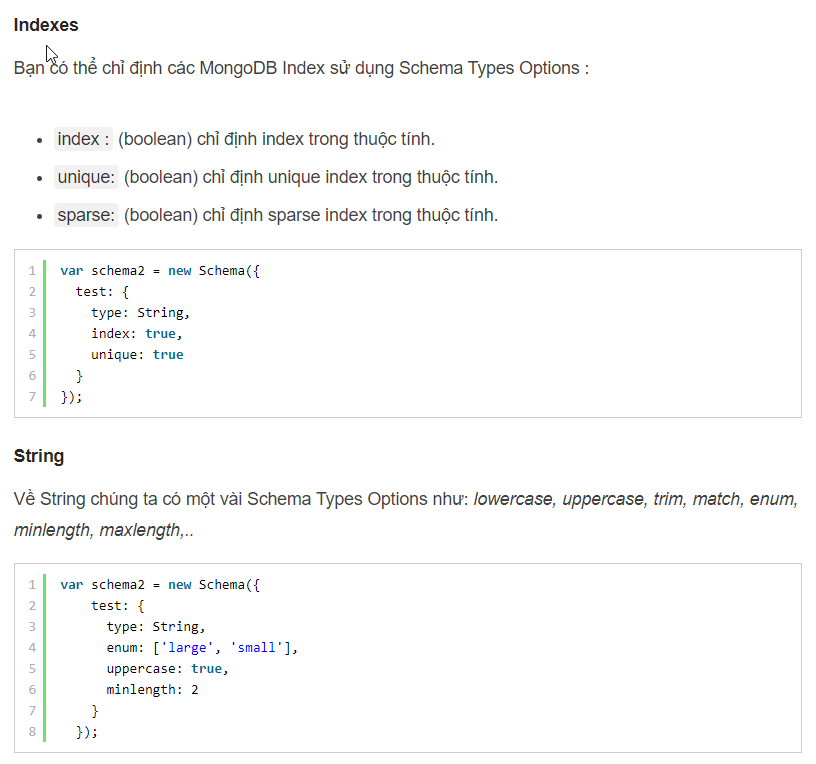 Indexes
Bạn có thể chỉ định các MongoDB Index sử dụng Schema Types Options :
index : (boolean) chỉ định index trong thuộc tính.
unique: (boolean) chỉ định unique index trong thuộc tính.
sparse: (boolean) chỉ định sparse index trong thuộc tính.
1 var schema2 = new Schema({
2   test: {
3     type: String,
4     index: true,
5     unique: true
6   }
7 });
String
Về String chúng ta có một vài Schema Types Options như: lowercase, uppercase, trim, match, enum,
minlength, maxlength,..
1 var schema2 = new Schema({
2     test: {
3       type: String,
4       enum: ['large', 'small'],
5       uppercase: true,
6       minlength: 2
7     }
8   });